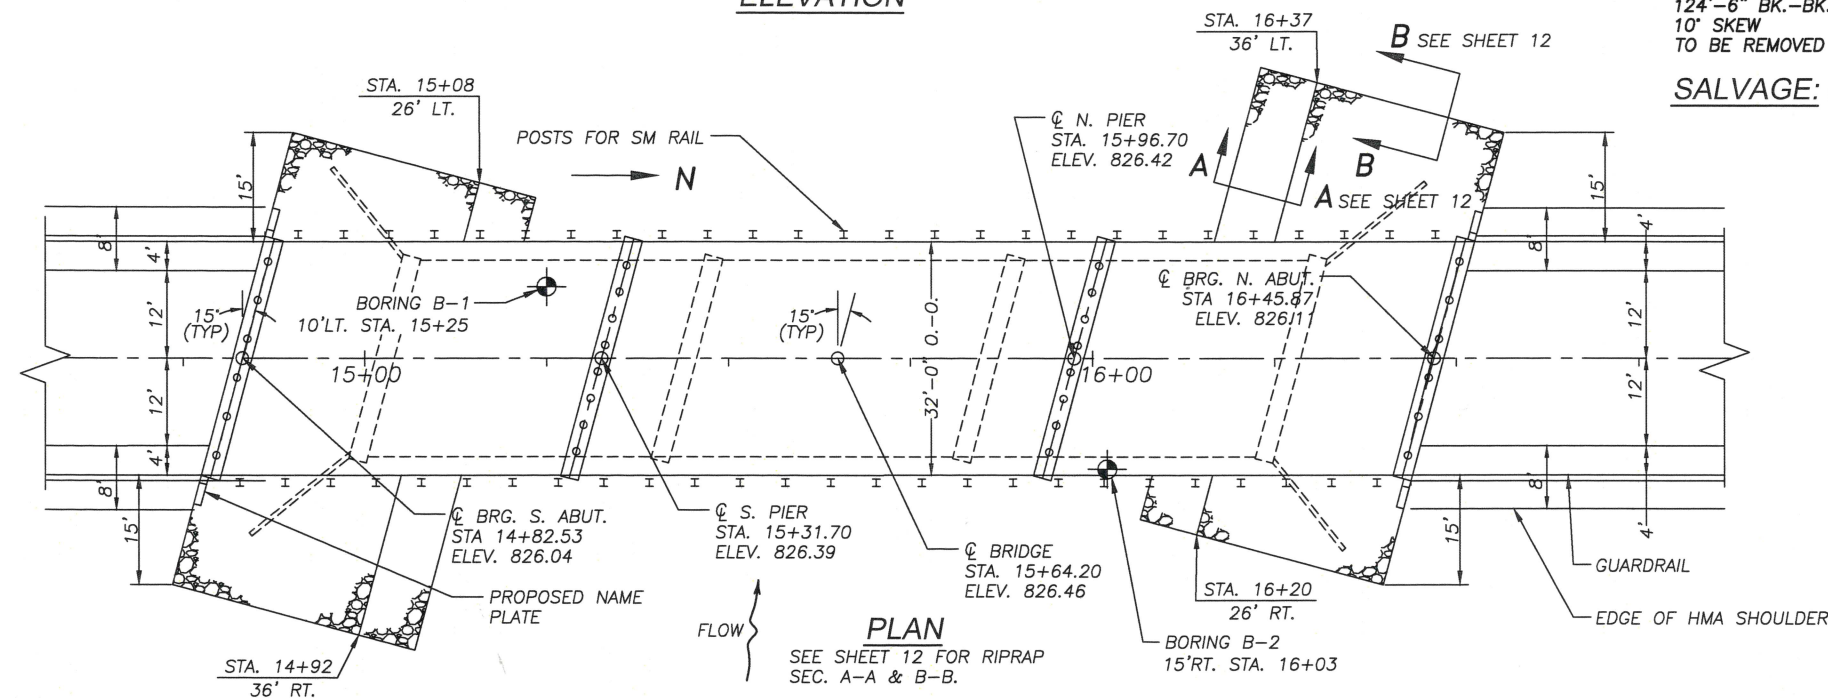 ELEVATION
124'-6" BK.-BK.
10° SKEW
TO BE REMOVED
SALVAGE:
STA. 16+37
36' LT.
B SEE SHEET 12
STA. 15+08
26' LT.
POSTS FOR SM RAIL
N
℄ N. PIER
STA. 15+96.70
ELEV. 826.42
A
B
A SEE SHEET 12
15'
15'
8'
4'
8'
4'
12'
15°
(TYP)
BORING B-1
10'LT. STA. 15+25
15°
(TYP)
32'-0" O.-O.
℄ BRG. N. ABUT.
STA 16+45.87
ELEV. 826.11
12'
15+00
16+00
12'
12'
4'
8'
15'
8'
4'
15'
℄ BRG. S. ABUT.
STA 14+82.53
ELEV. 826.04
℄ S. PIER
STA. 15+31.70
ELEV. 826.39
℄ BRIDGE
STA. 15+64.20
ELEV. 826.46
GUARDRAIL
STA. 16+20
26' RT.
EDGE OF HMA SHOULDER
PROPOSED NAME
PLATE
FLOW
PLAN
SEE SHEET 12 FOR RIPRAP
SEC. A-A & B-B.
BORING B-2
15'RT. STA. 16+03
STA. 14+92
36' RT.